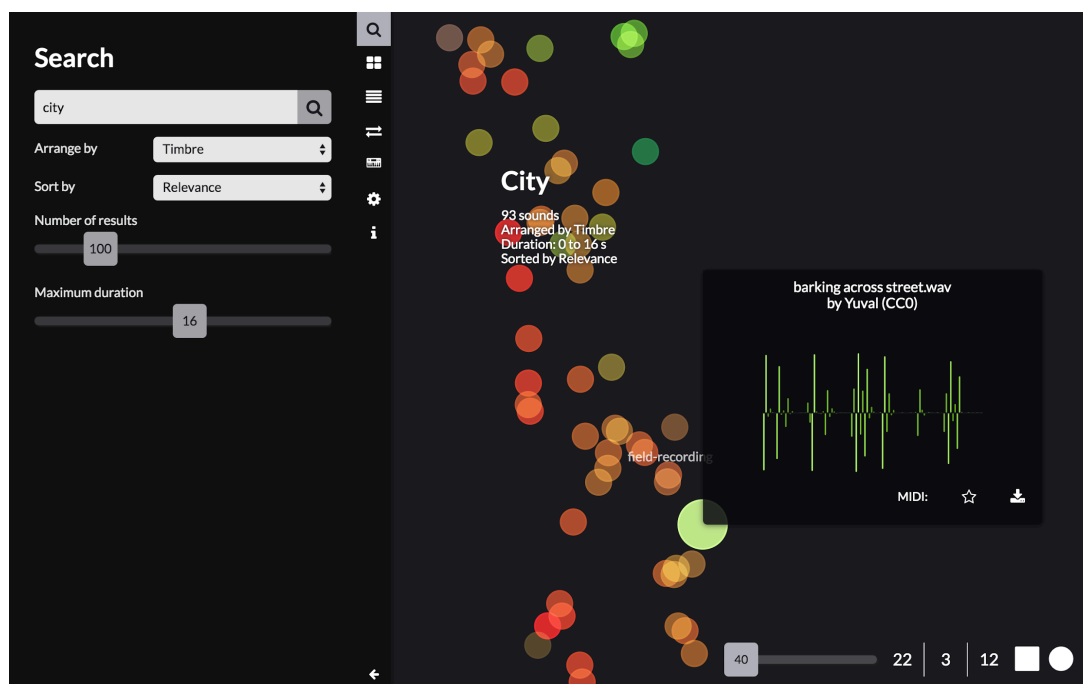 Search
city
Arrange by
Timbre
Sort by
Relevance
Number of results
100
Maximum duration
16
City
93 sounds
Arranged by Timbre
Duration: 0 to 16 s
Sorted by Relevance
barking across street.wav
by Yuval (CC0)
field-recording
MIDI:
40
22
3
12